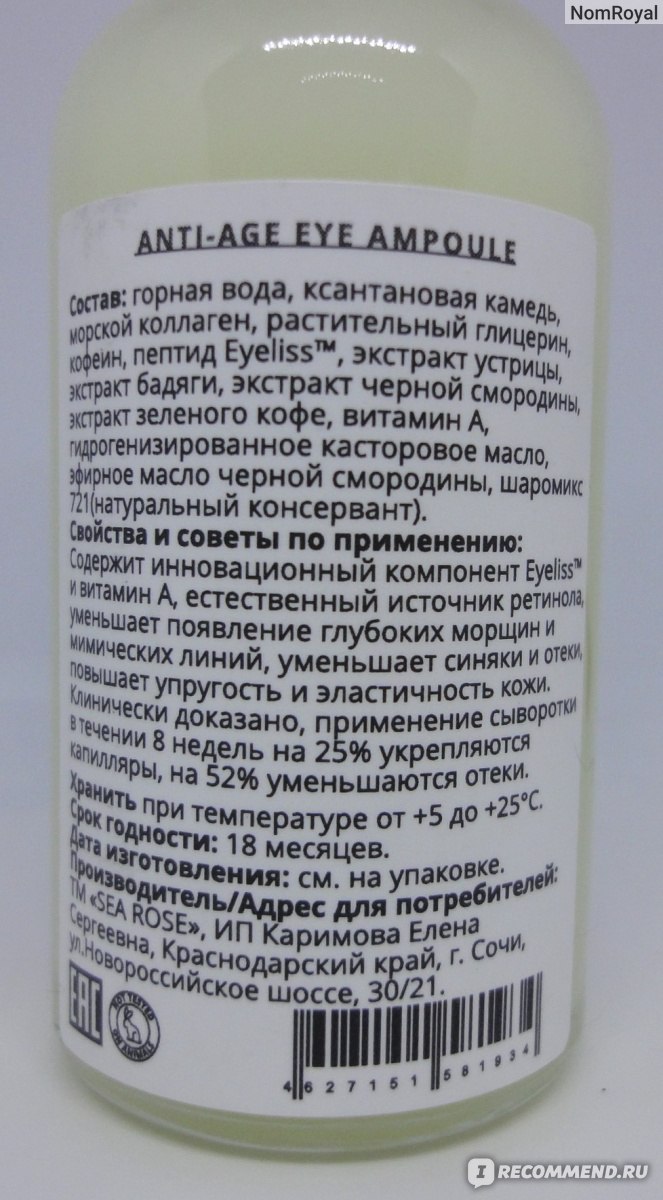 NomRoyal
ANTI-AGE EYE AMPOULE
Состав: горная вода, ксантановая камедь,
морской коллаген, растительный глицерин,
кофеин, пептид Eyeliss™, экстракт устрицы,
экстракт бадяги, экстракт черной смородины,
экстракт зеленого кофе, витамин А,
гидрогенизированное касторовое масло,
эфирное масло черной смородины, шаромикс
721(натуральный консервант).
Свойства и советы по применению:
Содержит инновационный компонент Eyeliss™
и витамин А, естественный источник ретинола,
уменьшает появление глубоких морщин и
мимических линий, уменьшает синяки и отеки,
повышает упругость и эластичность кожи.
Клинически доказано, применение сыворотки
в течении 8 недель на 25% укрепляются
капилляры, на 52% уменьшаются отеки.
Хранить при температуре от +5 до +25°С.
Срок годности: 18 месяцев.
Дата изготовления: см. на упаковке.
Производитель/Адрес для потребителей:
ТМ «SEA ROSE», ИП Каримова Елена
Сергеевна, Краснодарский край, г. Сочи,
ул.Новороссийское шоссе, 30/21.
EAC
NOT TESTED
ON ANIMALS
4627151581934
IRECOMMEND.RU